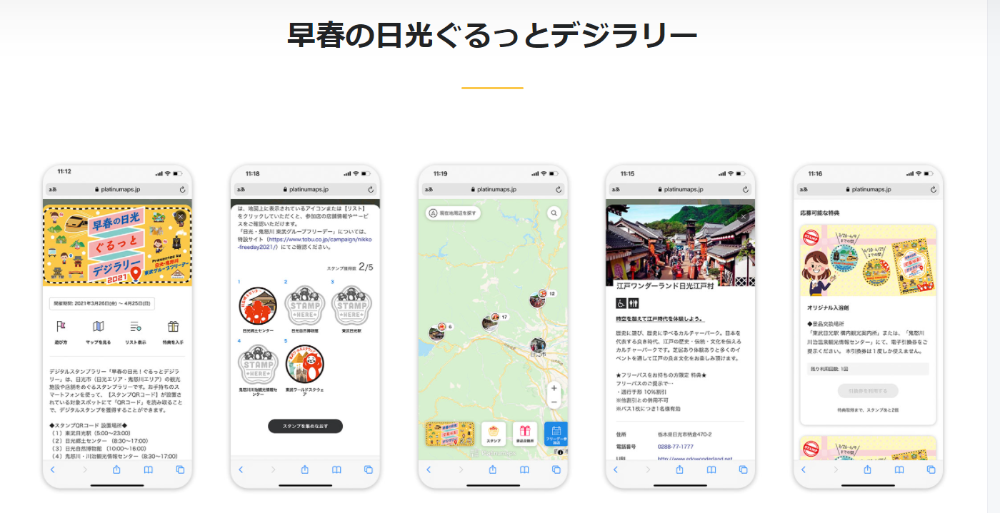 早春の日光ぐるっとデジラリー
11:12
ぁあ platinumaps.jp
早春の日光
ぐるっと
デジラリー
2021
Presented by
日光・鬼怒川
東武グループフリーデー
開催期間: 2021年3月26日(金) 〜 4月25日(日)
遊び方 マップを見る リスト表示 特典を入手
デジタルスタンプラリー「早春の日光！ぐるっとデジラ
リー」は、日光市（日光エリア・鬼怒川エリア）の観光
施設や店舗をめぐるスタンプラリーです。お手持ちのス
マートフォンを使って、【スタンプQRコード】が設置さ
れている対象スポットにて「QRコード」を読み取ること
で、デジタルスタンプを獲得することができます。
◆スタンプQRコード 設置場所◆
（1）東武日光駅（5:00〜23:00）
（2）日光郷土センター （8:30〜17:00）
（3）日光自然博物館 （10:00〜16:00）
（4）鬼怒川・川治観光情報センター（8:30〜17:00）
11:18
ぁあ platinumaps.jp
は、地図上に表示されているアイコンまたは【リスト】
をクリックしていただくと、参加店の店舗情報やサービ
スをご確認いただけます。
「日光・鬼怒川 東武グループフリーデー」については、
特設サイト（https://www.tobu.co.jp/campaign/nikko
-freeday2021/）にてご確認ください。
スタンプ獲得数 2/5
1 2 3
STAMP
HERE
STAMP
HERE
日光郷土センター 日光自然博物館 東武日光駅
4 5
STAMP
HERE
鬼怒川川治観光情報セ
ンター
東武ワールドスクウェ
ア
スタンプを集めなおす
11:19
ぁあ platinumaps.jp
現在地周辺を探す
12
17
6
早春の日光
ぐるっと
デジラリー
スタンプ 景品交換所
Platinumaps
11:15
ぁあ platinumaps.jp
江戸ワンダーランド日光江戸村
時空を超えて江戸時代を体験しよう。
歴史に遊び、歴史に学べるカルチャーパーク。日本を
代表する良き時代、江戸の歴史・伝統・文化を伝える
カルチャーパークです。芝居あり体験ありと多くのイ
ベントを通して江戸の良き文化をお楽しみ頂けます。
★フリーパスをお持ちの方限定 特典★
フリーパスのご提示で…
・通行手形 10%割引
※他割引との併用不可
※パス1枚につき1名様有効
住所 栃木県日光市柄倉470-2
電話番号 0288-77-1777
URL http://www.edowonderland.net
11:16
ぁあ platinumaps.jp
応募可能な特典
STAMP
3/26-4/9
までの間
4/10-4/25
までの間
オリジナル入浴剤
◆景品交換場所
「東武日光駅 構内観光案内所」または、「鬼怒川
川治温泉観光情報センター」にて、電子引換券をご
提示ください。 本引換券は１度しか使えません。
残り利用回数: 1回
引換券を利用する
特典取得まで、スタンプあと2個
STAMP
3/26-4/9
までの間